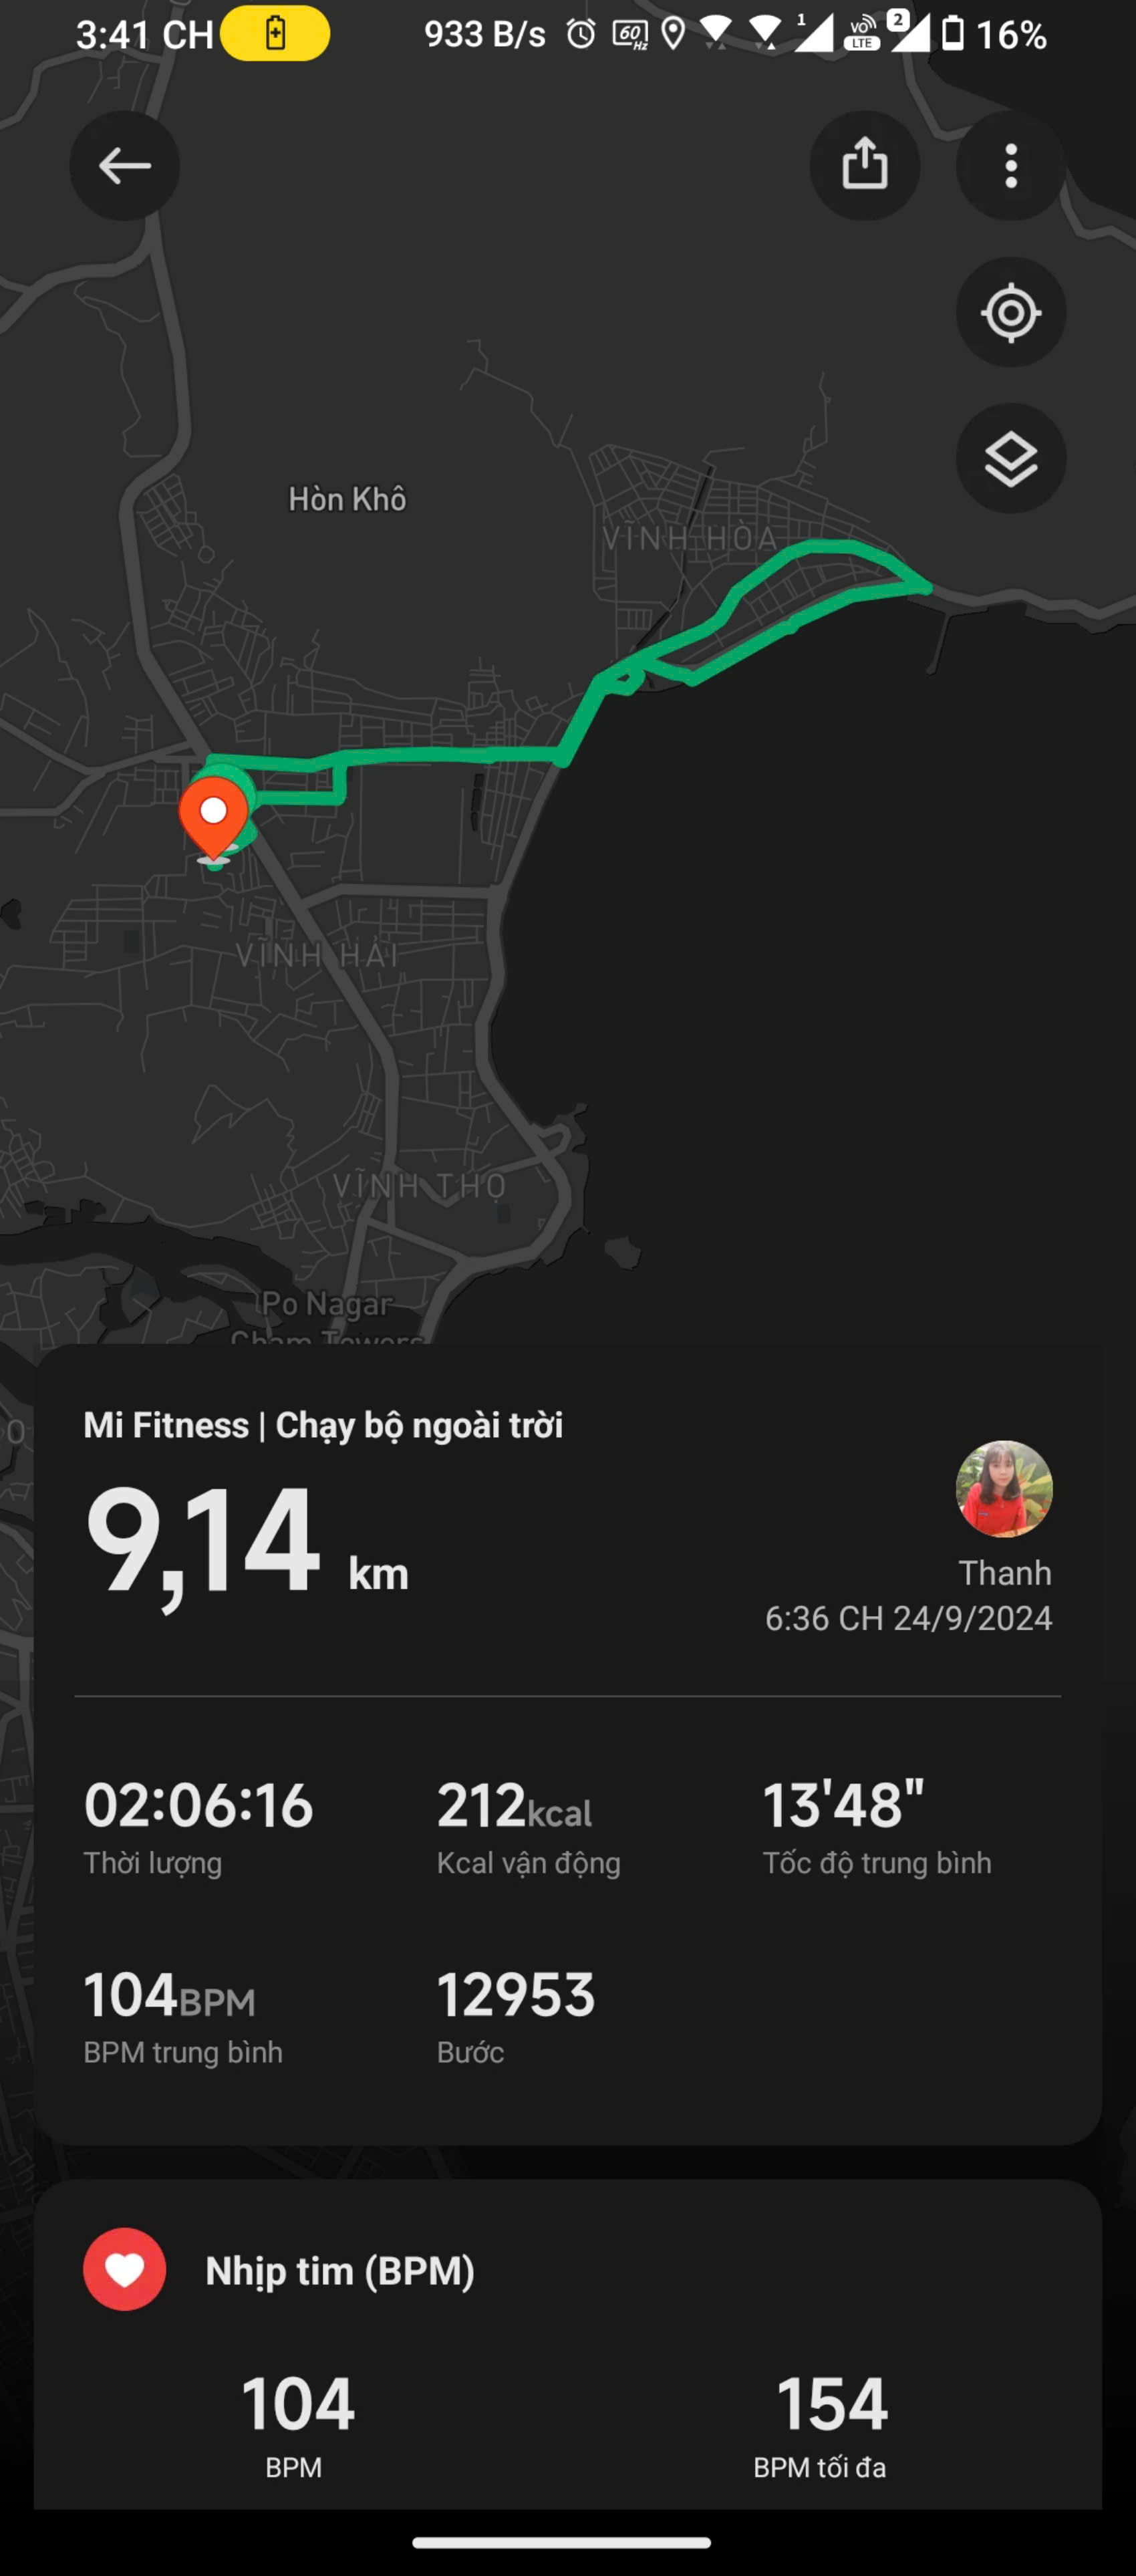 3:41 CH 933 B/s 60Hz 1 VO LTE 2 16%
Hòn Khô
VĨNH HÒA
VĨNH HẢI
VĨNH THỌ
Po Nagar
Cham Towers
Mi Fitness | Chạy bộ ngoài trời
9,14 km
Thanh
6:36 CH 24/9/2024
02:06:16 212kcal 13'48"
Thời lượng Kcal vận động Tốc độ trung bình
104BPM 12953
BPM trung bình Bước
Nhịp tim (BPM)
104 154
BPM BPM tối đa